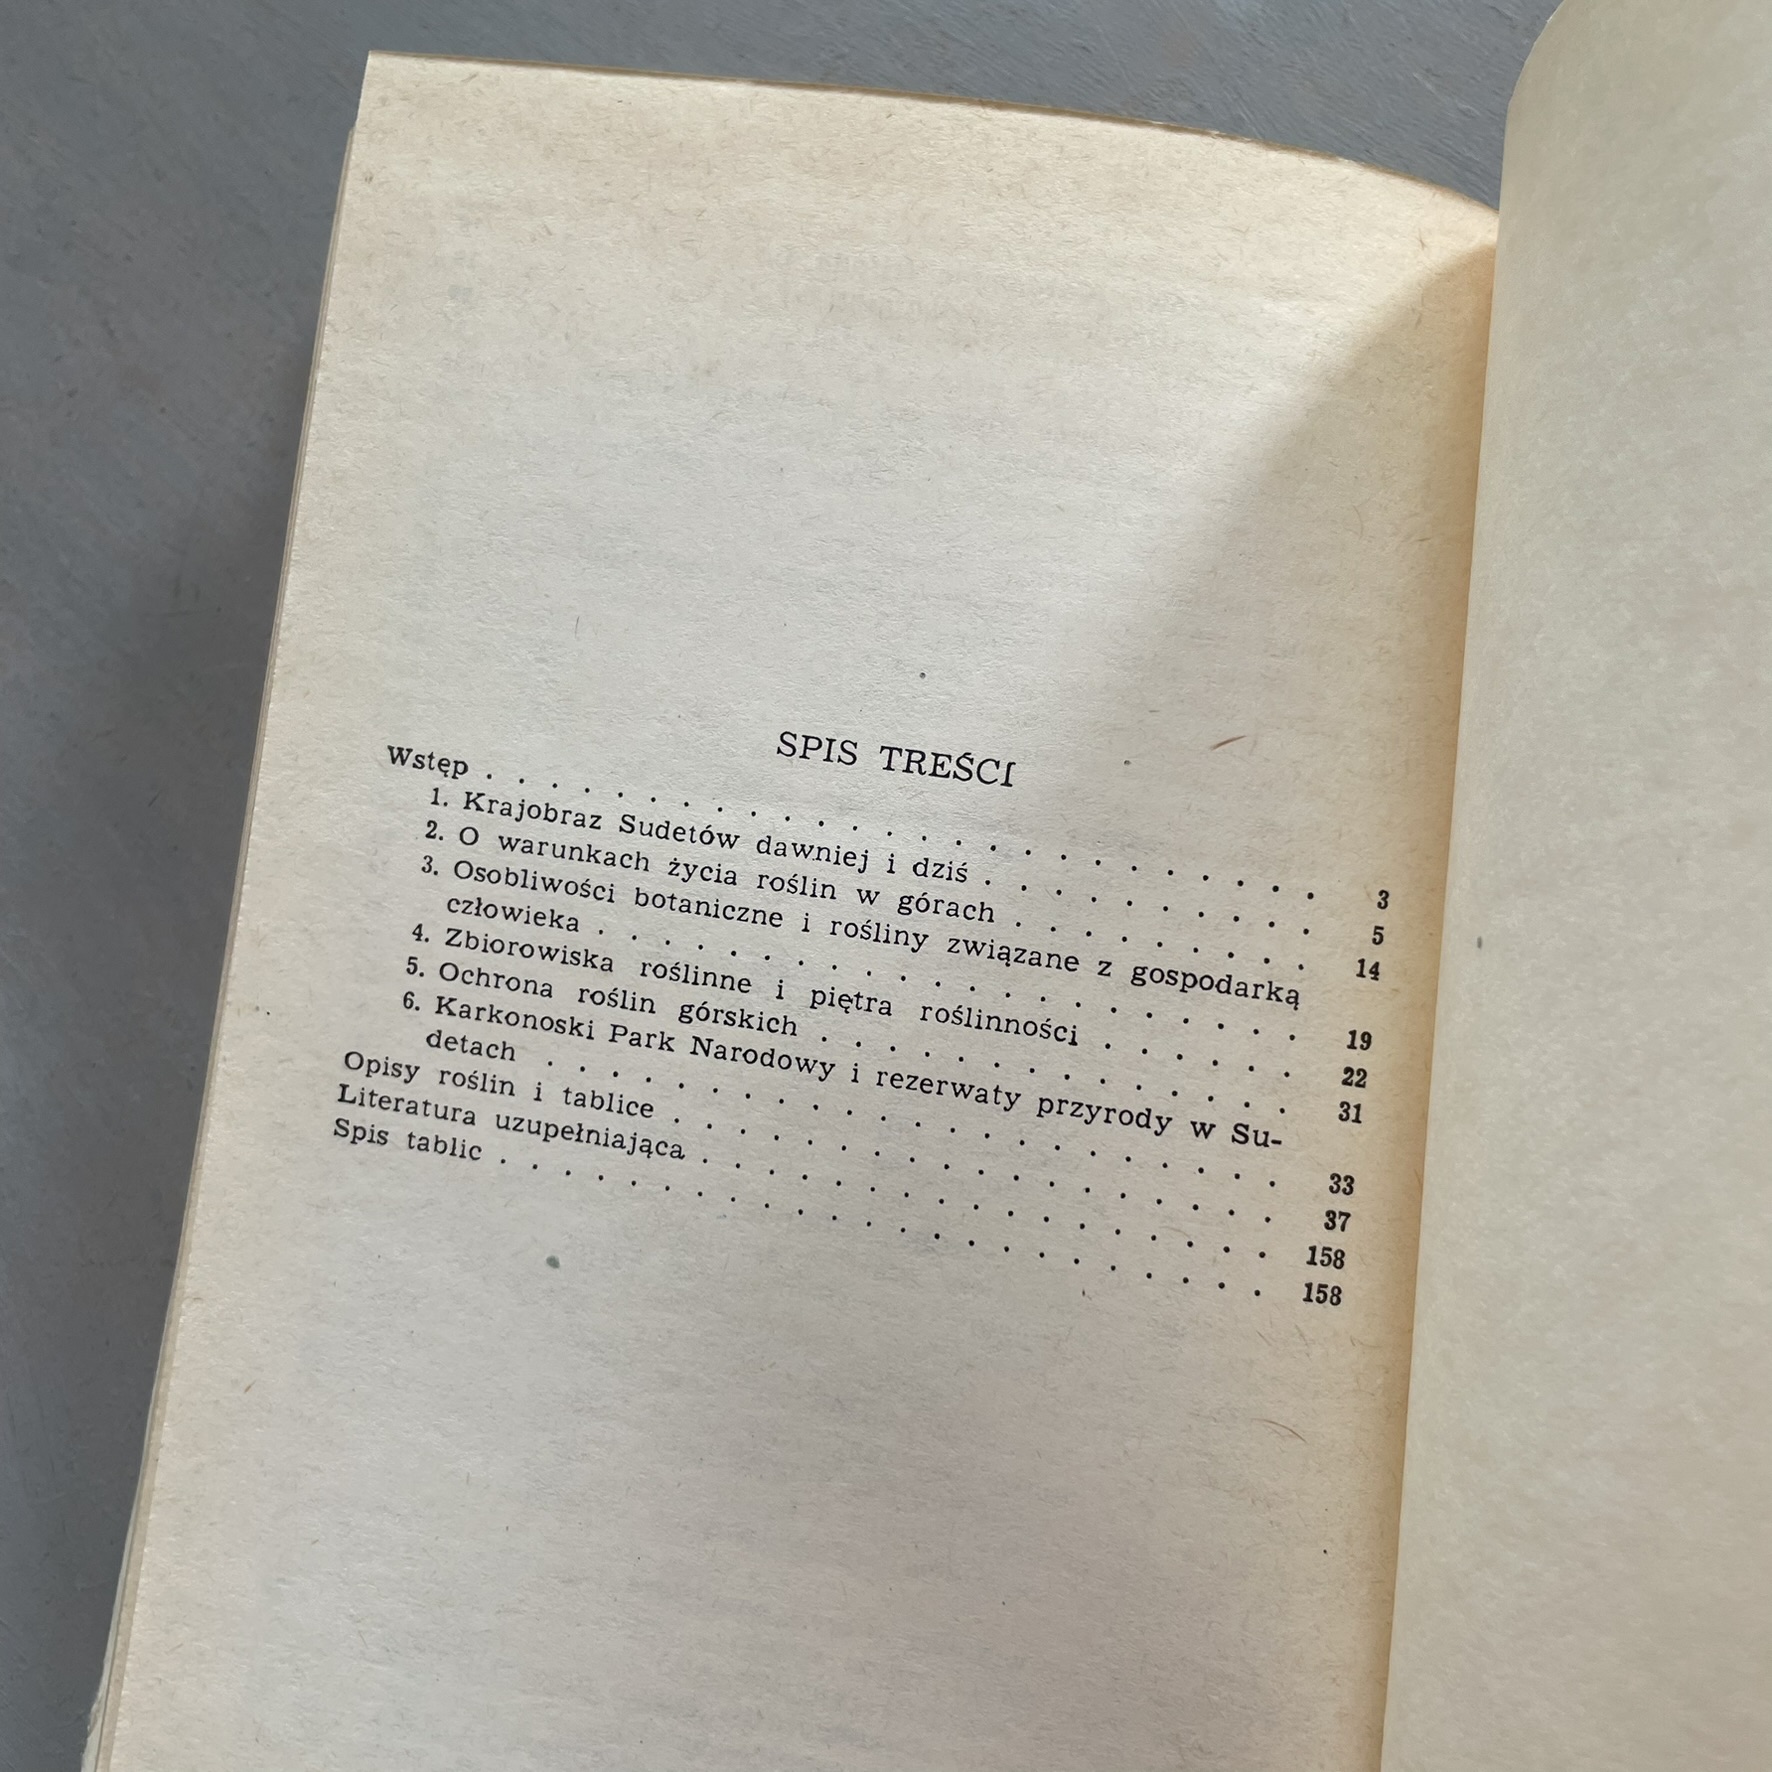 SPIS TREŚCI
Wstęp . . . . . . . . . . . . . . . . . . . . . . . . . . 3
1. Krajobraz Sudetów dawniej i dziś . . . . . . . . . . 5
2. O warunkach życia roślin w górach . . . . . . . . . 14
3. Osobliwości botaniczne i rośliny związane z gospodarką
człowieka . . . . . . . . . . . . . . . . . . . . . . 19
4. Zbiorowiska roślinne i piętra roślinności . . . . . . 22
5. Ochrona roślin górskich . . . . . . . . . . . . . . 31
6. Karkonoski Park Narodowy i rezerwaty przyrody w Su-
detach . . . . . . . . . . . . . . . . . . . . . . . 33
Opisy roślin i tablice . . . . . . . . . . . . . . . . . . 37
Literatura uzupełniająca . . . . . . . . . . . . . . . . . 158
Spis tablic . . . . . . . . . . . . . . . . . . . . . . . 158